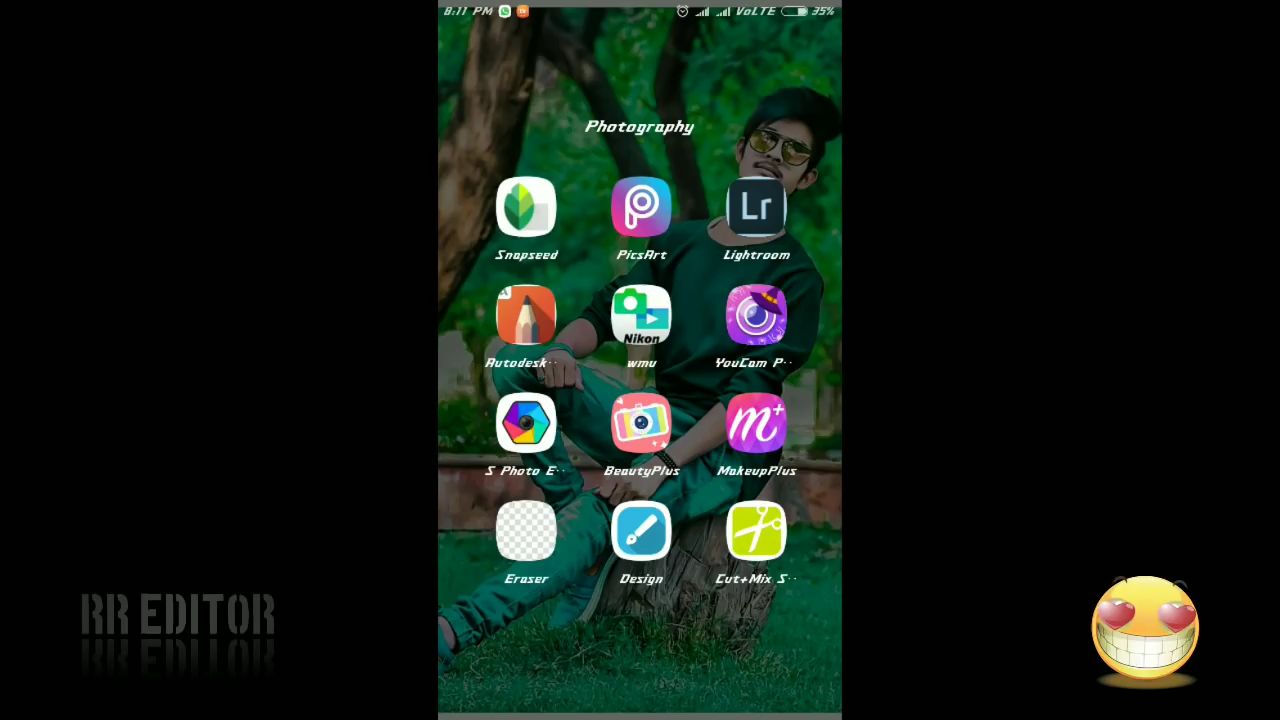 8:11 PM VoLTE 35%
Photography
Lr
Snapseed PicsArt Lightroom
Nikon
Autodesk·· wmu YouCam P··
m+
S Photo E·· BeautyPlus MakeupPlus
Eraser Design Cut+Mix S··
RR EDITOR